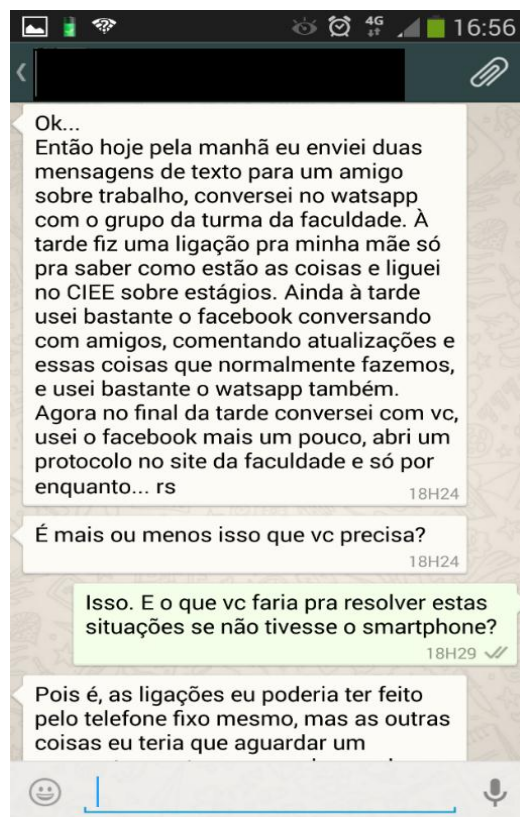 4G
16:56
Ok...
Então hoje pela manhã eu enviei duas
mensagens de texto para um amigo
sobre trabalho, conversei no watsapp
com o grupo da turma da faculdade. À
tarde fiz uma ligação pra minha mãe só
pra saber como estão as coisas e liguei
no CIEE sobre estágios. Ainda à tarde
usei bastante o facebook conversando
com amigos, comentando atualizações e
essas coisas que normalmente fazemos,
e usei bastante o watsapp também.
Agora no final da tarde conversei com vc,
usei o facebook mais um pouco, abri um
protocolo no site da faculdade e só por
enquanto... rs
18H24
É mais ou menos isso que vc precisa?
18H24
Isso. E o que vc faria pra resolver estas
situações se não tivesse o smartphone?
18H29
Pois é, as ligações eu poderia ter feito
pelo telefone fixo mesmo, mas as outras
coisas eu teria que aguardar um